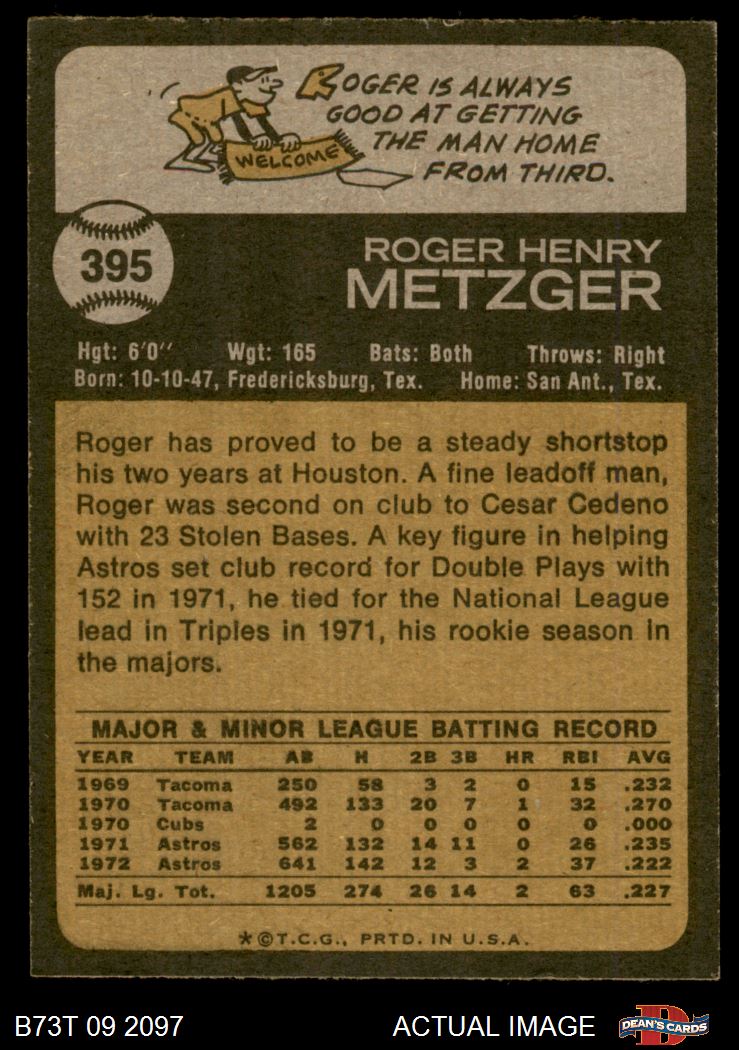 ROGER IS ALWAYS
GOOD AT GETTING
THE MAN HOME
FROM THIRD.
WELCOME
395
ROGER HENRY
METZGER
Hgt: 6'0'' Wgt: 165 Bats: Both Throws: Right
Born: 10-10-47, Fredericksburg, Tex. Home: San Ant., Tex.
Roger has proved to be a steady shortstop
his two years at Houston. A fine leadoff man,
Roger was second on club to Cesar Cedeno
with 23 Stolen Bases. A key figure in helping
Astros set club record for Double Plays with
152 in 1971, he tied for the National League
lead in Triples in 1971, his rookie season in
the majors.
MAJOR & MINOR LEAGUE BATTING RECORD
YEAR TEAM AB H 2B 3B HR RBI AVG
1969 Tacoma 250 58 3 2 0 15 .232
1970 Tacoma 492 133 20 7 1 32 .270
1970 Cubs 2 0 0 0 0 0 .000
1971 Astros 562 132 14 11 0 26 .235
1972 Astros 641 142 12 3 2 37 .222
Maj. Lg. Tot. 1205 274 26 14 2 63 .227
*©T.C.G., PRTD. IN U.S.A.
B73T 09 2097 ACTUAL IMAGE
D
DEAN'S CARDS